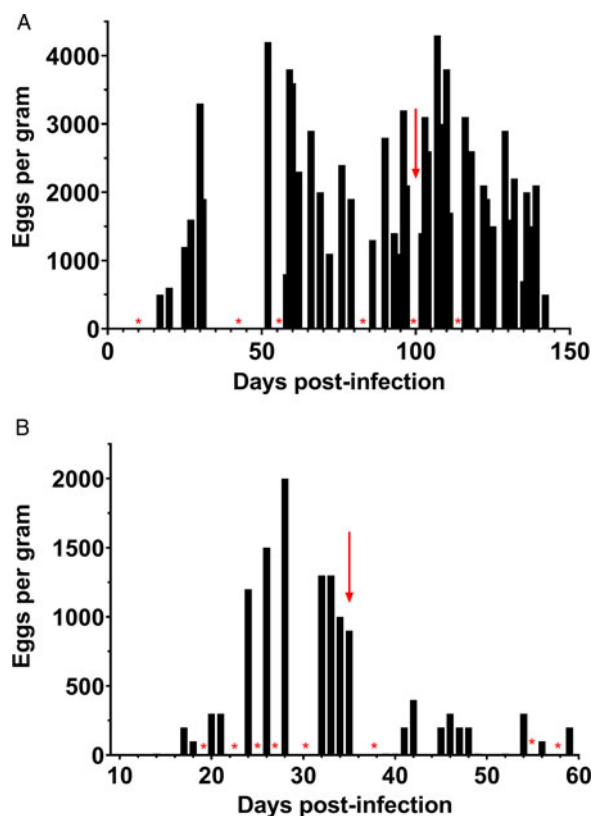 A
Eggs per gram
4000
3000
2000
1000
0
* * * * * *
0 50 100 150
Days post-infection
B
Eggs per gram
2000
1500
1000
500
0
* * * * * * * *
10 20 30 40 50 60
Days post-infection